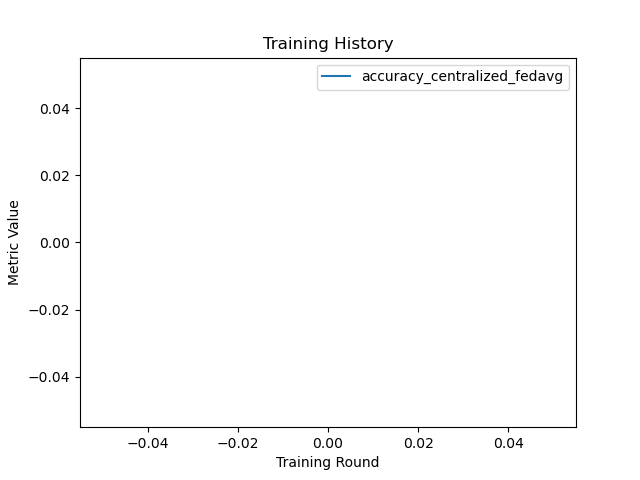 Training History
accuracy_centralized_fedavg
0.04
0.02
0.00
−0.02
−0.04
Metric Value
−0.04
−0.02
0.00
0.02
0.04
Training Round